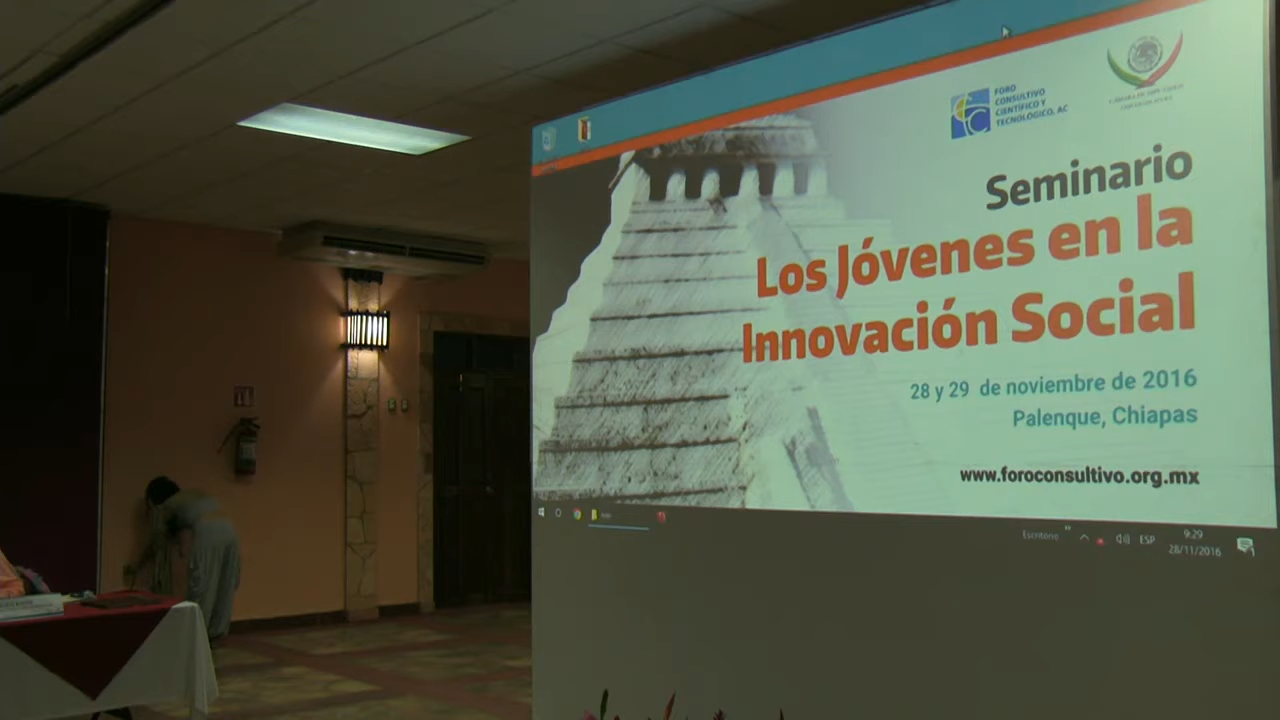 FORO
CONSULTIVO
CIENTÍFICO Y
TECNOLÓGICO, AC
Seminario
Los Jóvenes en la
Innovación Social
28 y 29 de noviembre de 2016
Palenque, Chiapas
www.foroconsultivo.org.mx
Escritorio
ESP
9:29
28/11/2016